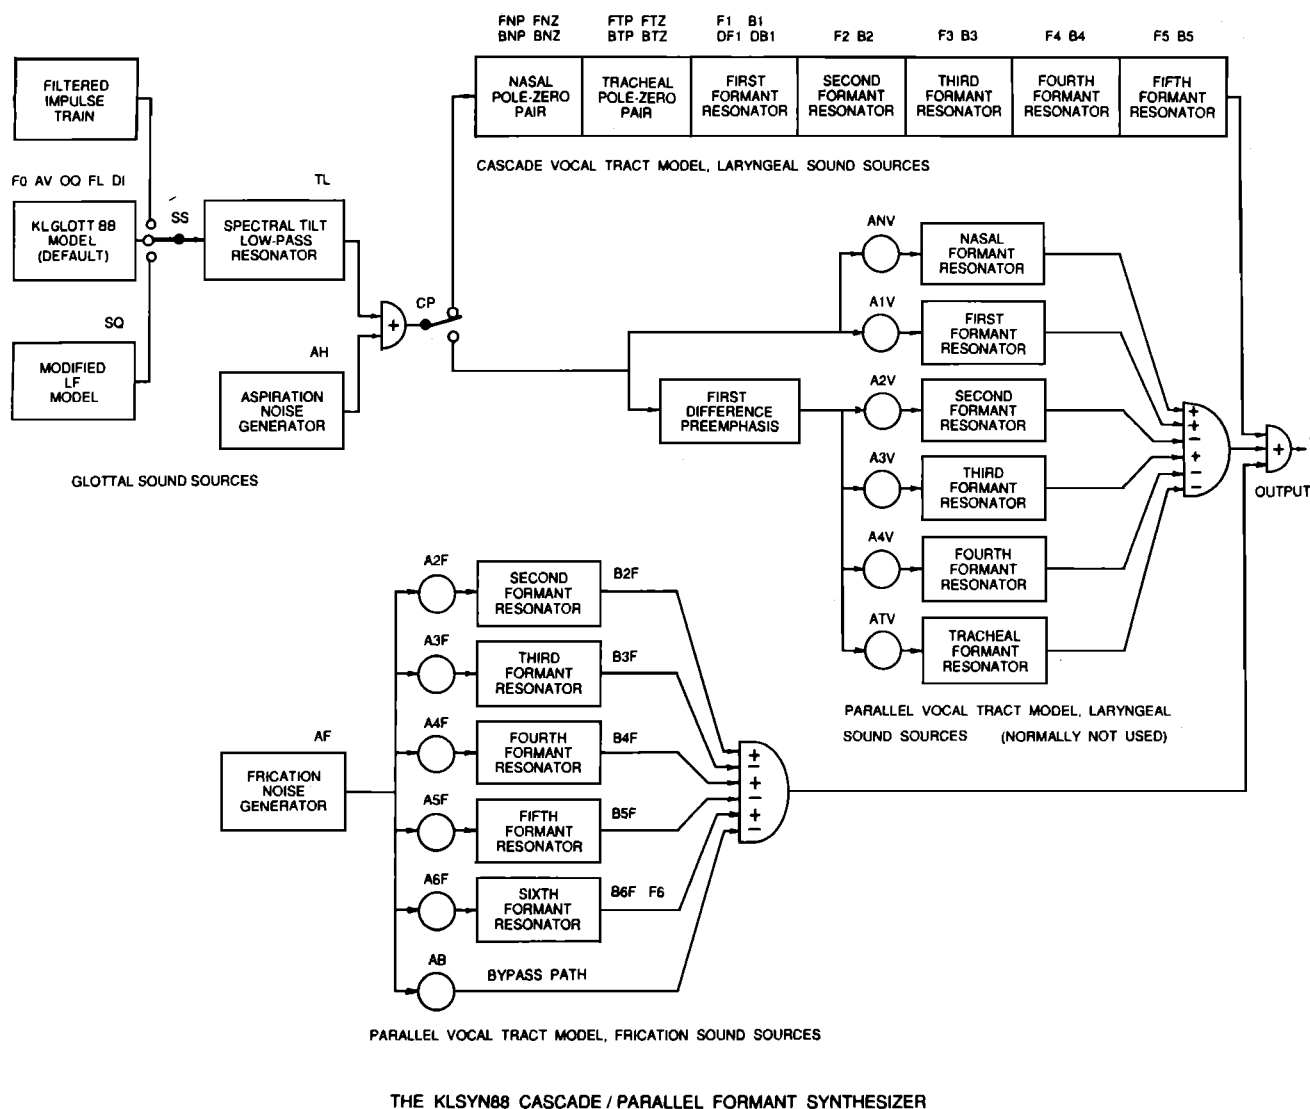 FNP FNZ
BNP BNZ
FTP FTZ
BTP BTZ
F1 B1
DF1 DB1
F2 B2
F3 B3
F4 B4
F5 B5
FILTERED
IMPULSE
TRAIN
NASAL
POLE-ZERO
PAIR
TRACHEAL
POLE-ZERO
PAIR
FIRST
FORMANT
RESONATOR
SECOND
FORMANT
RESONATOR
THIRD
FORMANT
RESONATOR
FOURTH
FORMANT
RESONATOR
FIFTH
FORMANT
RESONATOR
CASCADE VOCAL TRACT MODEL, LARYNGEAL SOUND SOURCES
F0 AV OQ FL DI
KLGLOTT 88
MODEL
(DEFAULT)
SS
TL
SPECTRAL TILT
LOW-PASS
RESONATOR
SQ
MODIFIED
LF
MODEL
AH
ASPIRATION
NOISE
GENERATOR
+
CP
GLOTTAL SOUND SOURCES
FIRST
DIFFERENCE
PREEMPHASIS
ANV
NASAL
FORMANT
RESONATOR
A1V
FIRST
FORMANT
RESONATOR
A2V
SECOND
FORMANT
RESONATOR
A3V
THIRD
FORMANT
RESONATOR
A4V
FOURTH
FORMANT
RESONATOR
ATV
TRACHEAL
FORMANT
RESONATOR
+
+
−
+
−
−
+
OUTPUT
PARALLEL VOCAL TRACT MODEL, LARYNGEAL
SOUND SOURCES (NORMALLY NOT USED)
AF
FRICATION
NOISE
GENERATOR
A2F
SECOND
FORMANT
RESONATOR
B2F
A3F
THIRD
FORMANT
RESONATOR
B3F
A4F
FOURTH
FORMANT
RESONATOR
B4F
A5F
FIFTH
FORMANT
RESONATOR
B5F
A6F
SIXTH
FORMANT
RESONATOR
B6F F6
AB
BYPASS PATH
+
−
+
−
+
−
PARALLEL VOCAL TRACT MODEL, FRICATION SOUND SOURCES
THE KLSYN88 CASCADE / PARALLEL FORMANT SYNTHESIZER